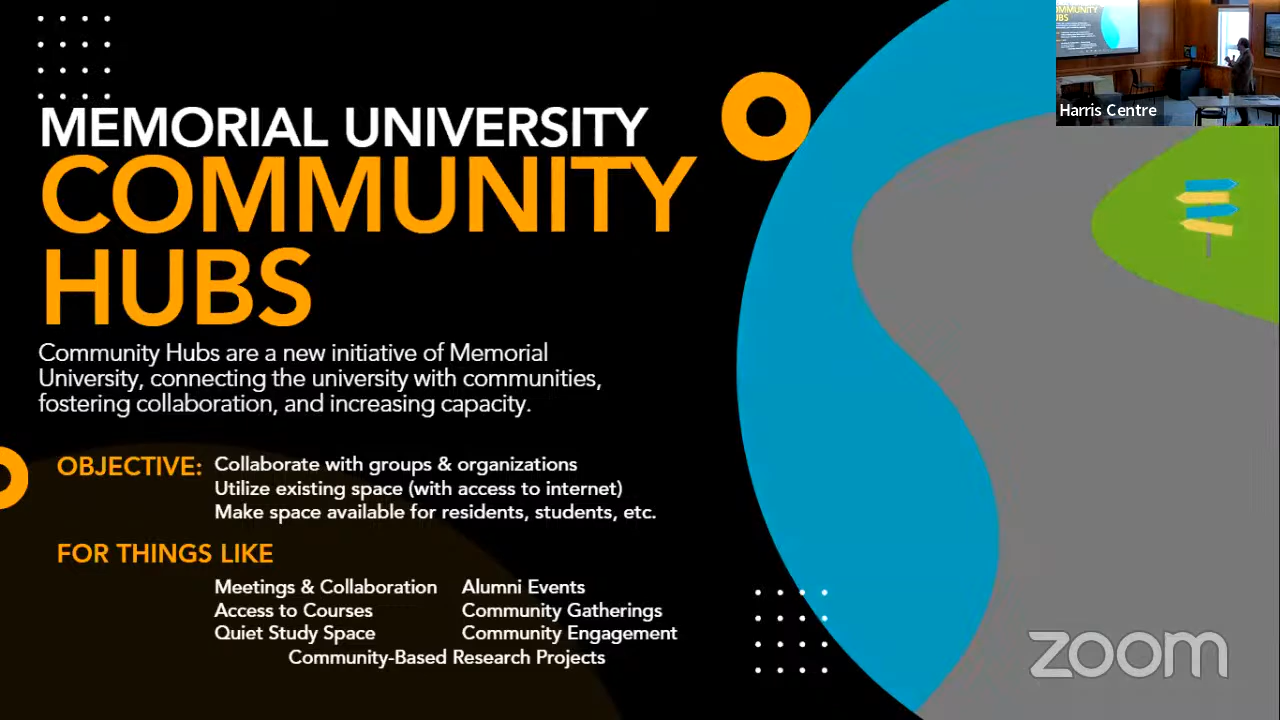 MEMORIAL UNIVERSITY
COMMUNITY
HUBS
Community Hubs are a new initiative of Memorial
University, connecting the university with communities,
fostering collaboration, and increasing capacity.
OBJECTIVE: Collaborate with groups & organizations
Utilize existing space (with access to internet)
Make space available for residents, students, etc.
FOR THINGS LIKE
Meetings & Collaboration Alumni Events
Access to Courses Community Gatherings
Quiet Study Space Community Engagement
Community-Based Research Projects
Harris Centre
zoom